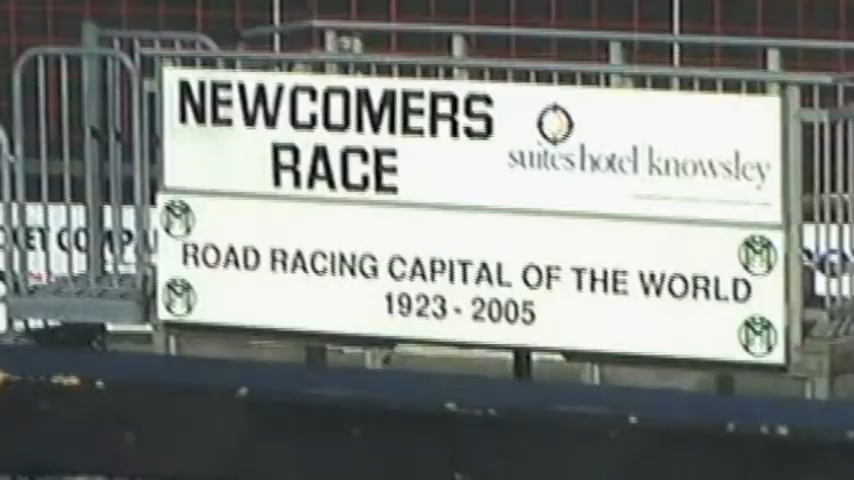 NEWCOMERS
RACE
suites hotel knowsley
ROAD RACING CAPITAL OF THE WORLD
1923 - 2005